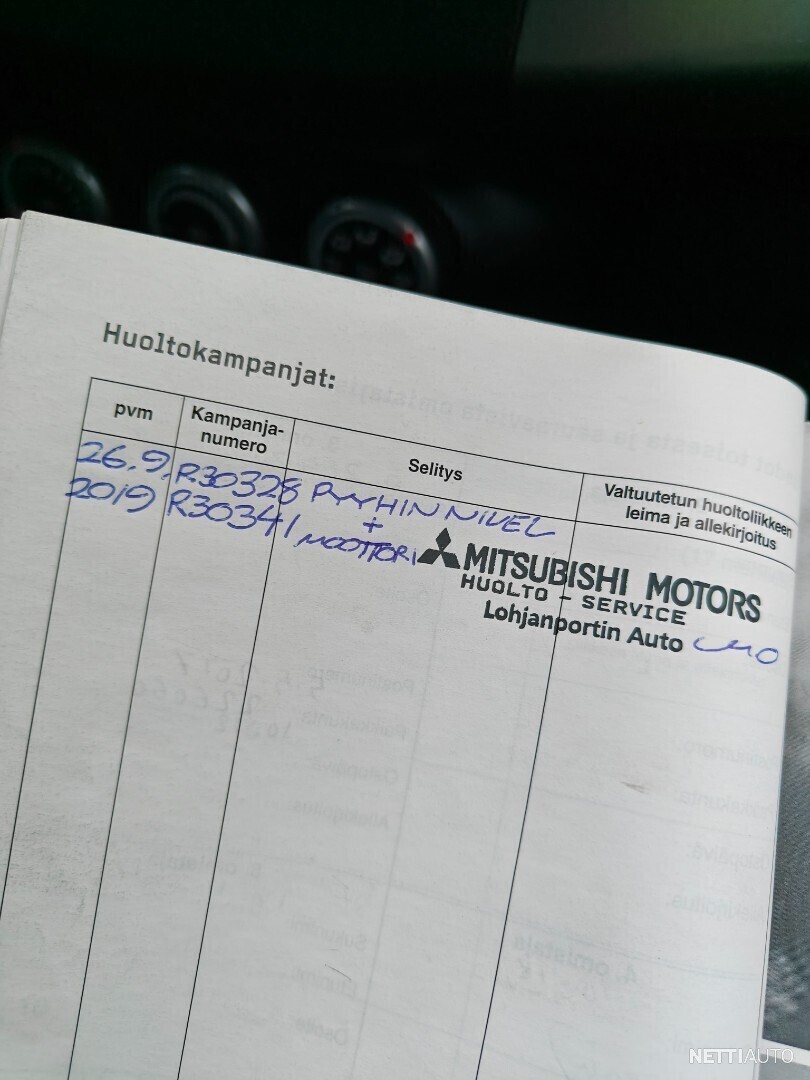 Huoltokampanjat:
pvm
Kampanja-
numero
Selitys
Valtuutetun huoltoliikkeen
leima ja allekirjoitus
26.9. R30328 PYYHIN NIVEL
2019 R30341 + MOOTTORI
MITSUBISHI MOTORS
HUOLTO - SERVICE
Lohjanportin Auto
NETTIAUTO